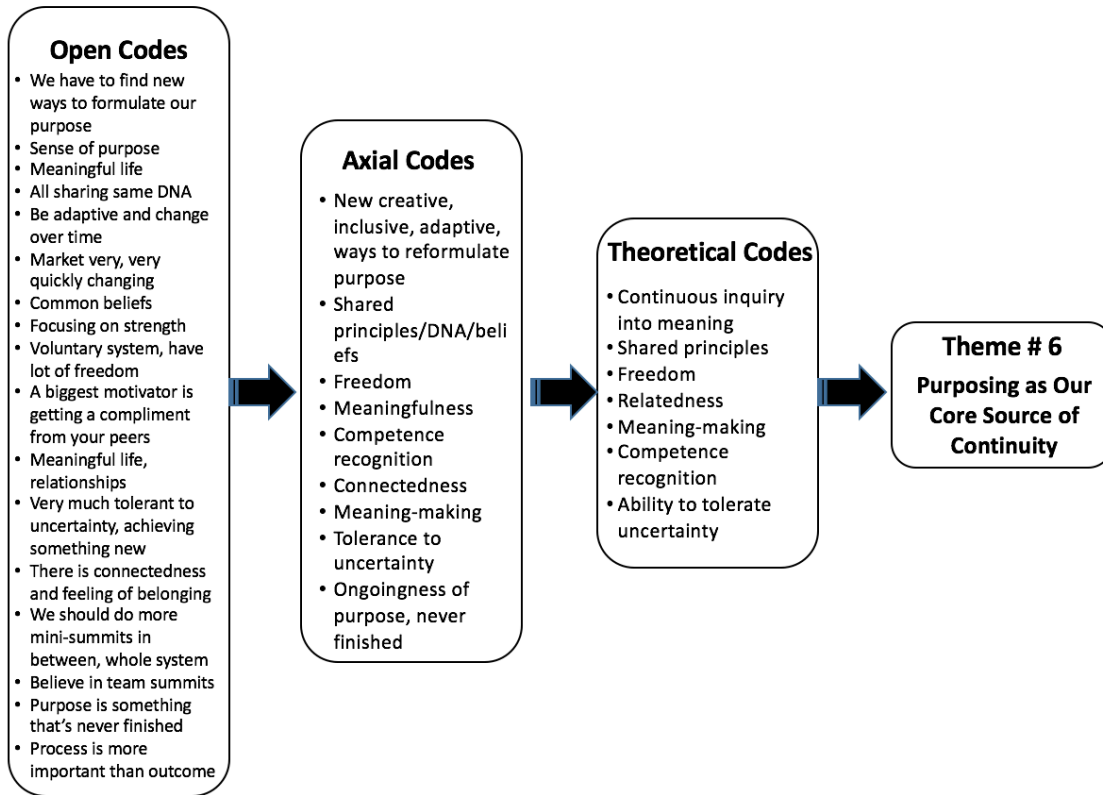 Open Codes
• We have to find new
ways to formulate our
purpose
• Sense of purpose
• Meaningful life
• All sharing same DNA
• Be adaptive and change
over time
• Market very, very
quickly changing
• Common beliefs
• Focusing on strength
• Voluntary system, have
lot of freedom
• A biggest motivator is
getting a compliment
from your peers
• Meaningful life,
relationships
• Very much tolerant to
uncertainty, achieving
something new
• There is connectedness
and feeling of belonging
• We should do more
mini-summits in
between, whole system
• Believe in team summits
• Purpose is something
that's never finished
• Process is more
important than outcome
Axial Codes
• New creative,
inclusive, adaptive,
ways to reformulate
purpose
• Shared
principles/DNA/beli
efs
• Freedom
• Meaningfulness
• Competence
recognition
• Connectedness
• Meaning-making
• Tolerance to
uncertainty
• Ongoingness of
purpose, never
finished
Theoretical Codes
• Continuous inquiry
into meaning
• Shared principles
• Freedom
• Relatedness
• Meaning-making
• Competence
recognition
• Ability to tolerate
uncertainty
Theme # 6
Purposing as Our
Core Source of
Continuity